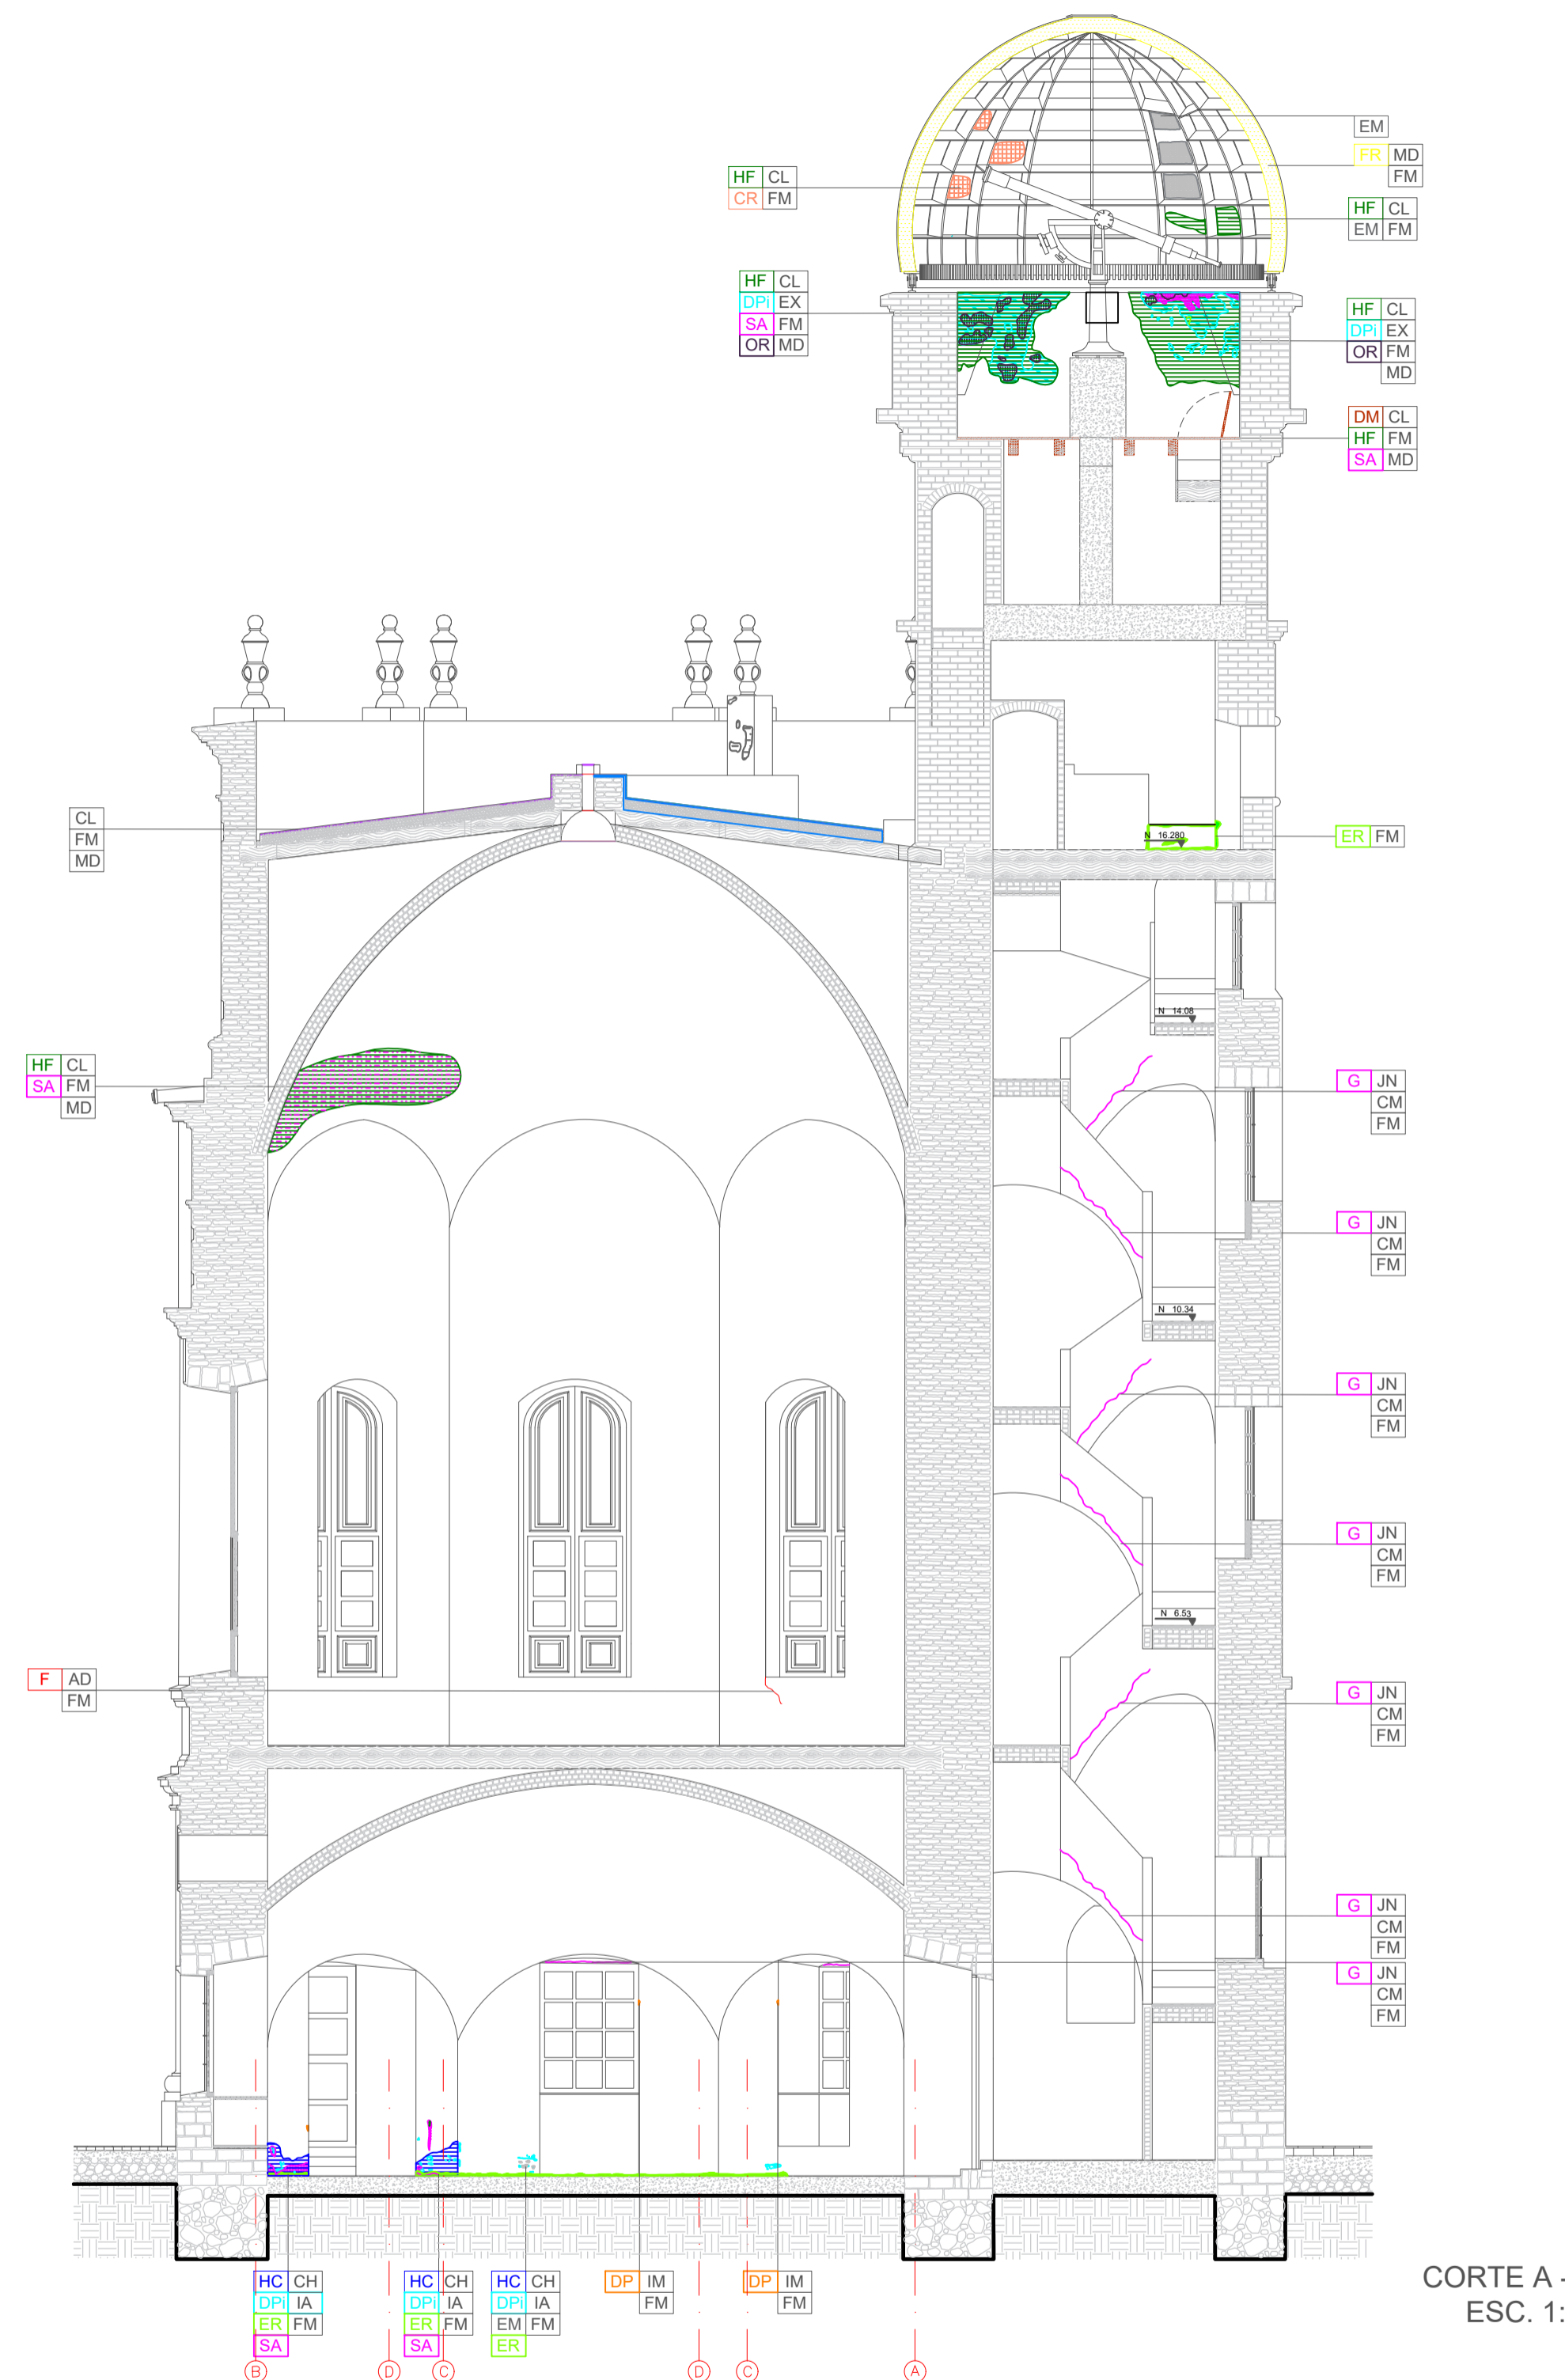 EM
FR MD
FM
HF CL
CR FM
HF CL
EM FM
HF CL
DPi EX
SA FM
OR MD
HF CL
DPi EX
OR FM
MD
DM CL
HF FM
SA MD
CL
FM
MD
N 16.280
ER FM
N 14.08
HF CL
SA FM
MD
G JN
CM
FM
G JN
CM
FM
N 10.34
G JN
CM
FM
G JN
CM
FM
N 6.53
F AD
FM
G JN
CM
FM
G JN
CM
FM
G JN
CM
FM
HC CH
DPi IA
ER FM
SA
HC CH
DPi IA
ER FM
SA
HC CH
DPi IA
EM FM
ER
DP IM
FM
DP IM
FM
CORTE A -
ESC. 1:
B D C D C A